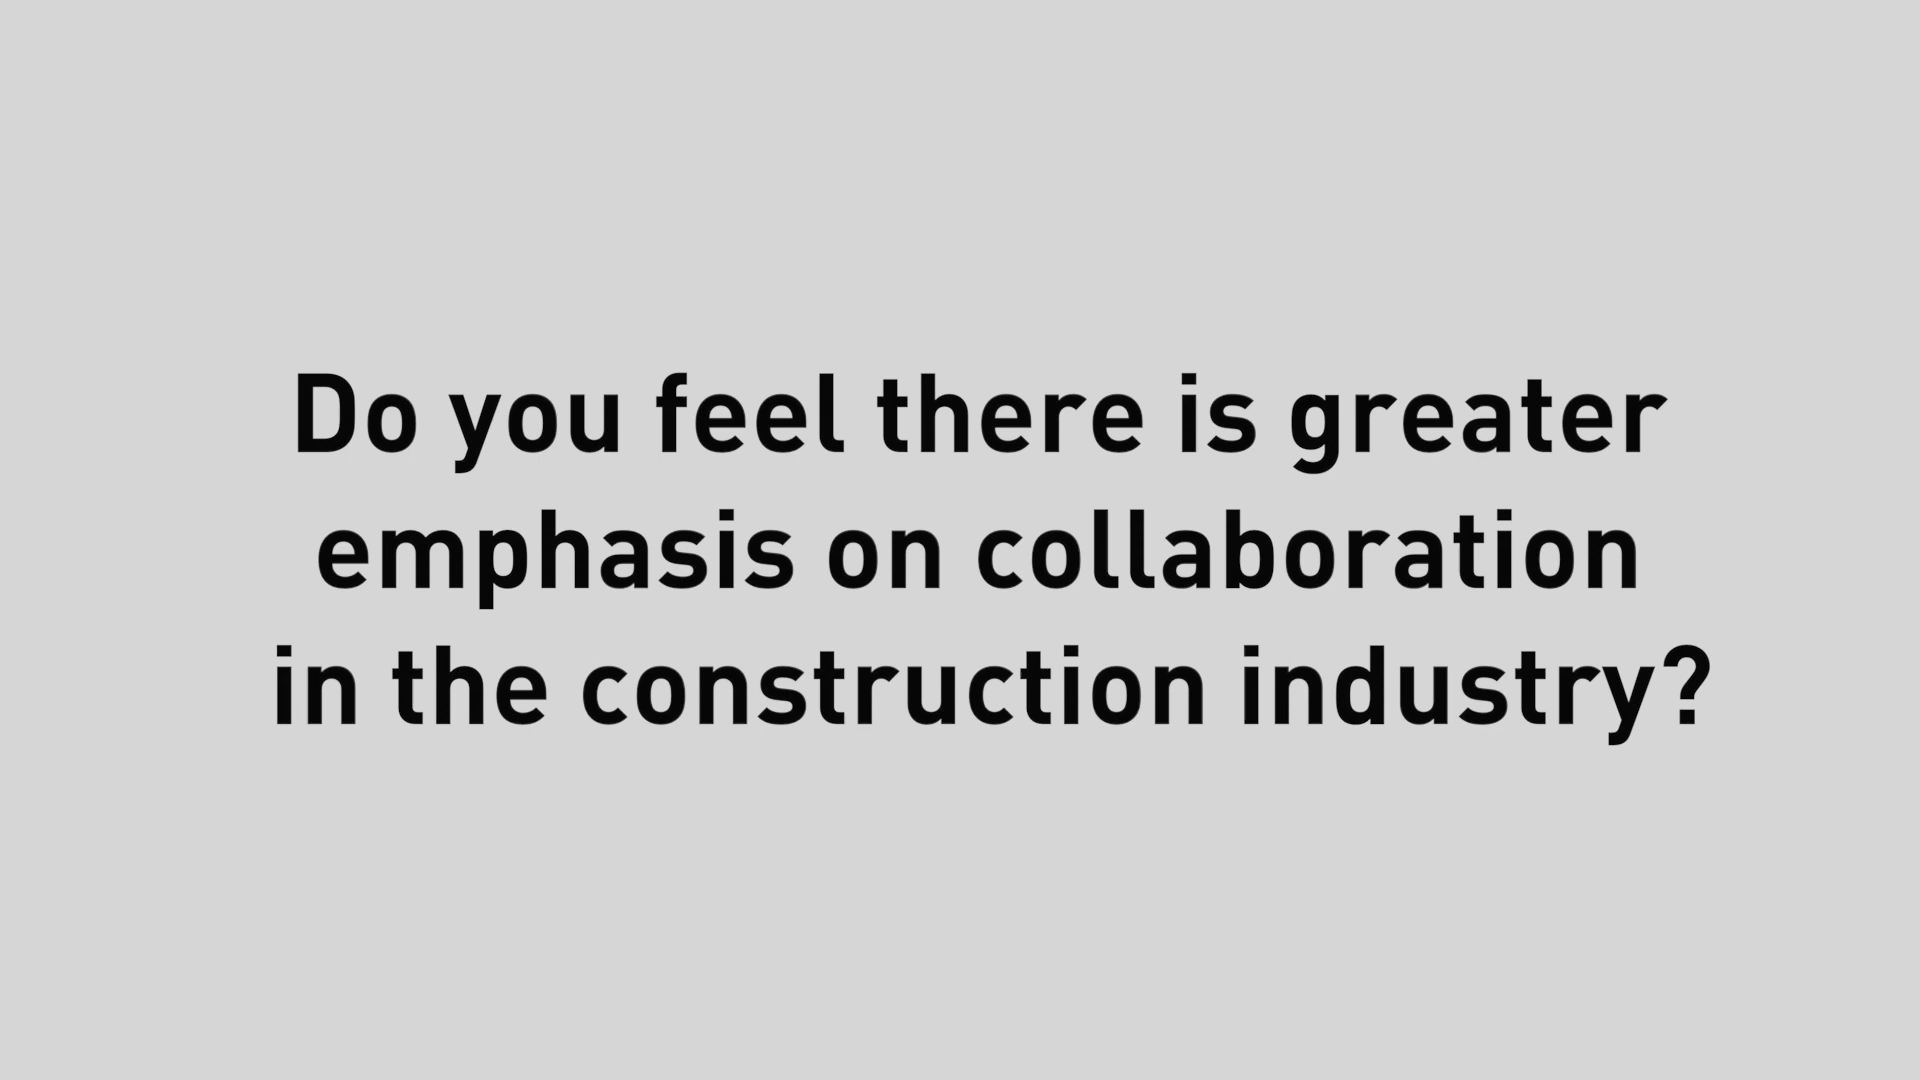 Do you feel there is greater
emphasis on collaboration
in the construction industry?